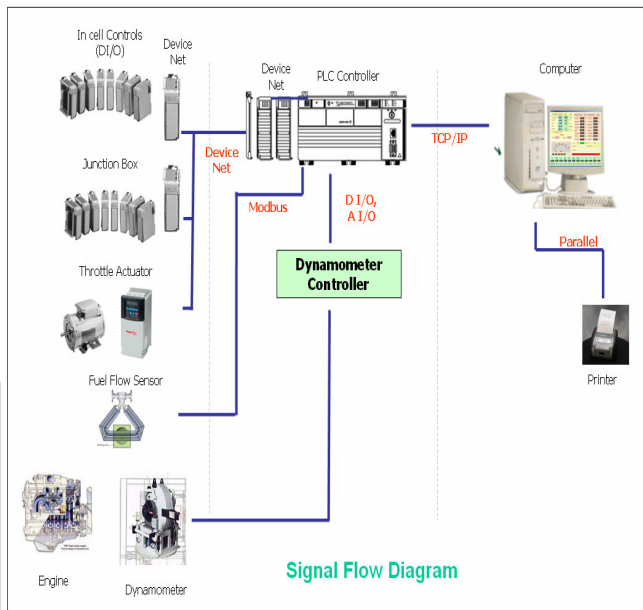 In cell Controls
(DI/O)
Device
Net
Device
Net
PLC Controller
Computer
Device
Net
TCP/IP
Junction Box
Modbus
D I/O,
A I/O
Parallel
Throttle Actuator
Dynamometer
Controller
Fuel Flow Sensor
Printer
Engine
Dynamometer
Signal Flow Diagram